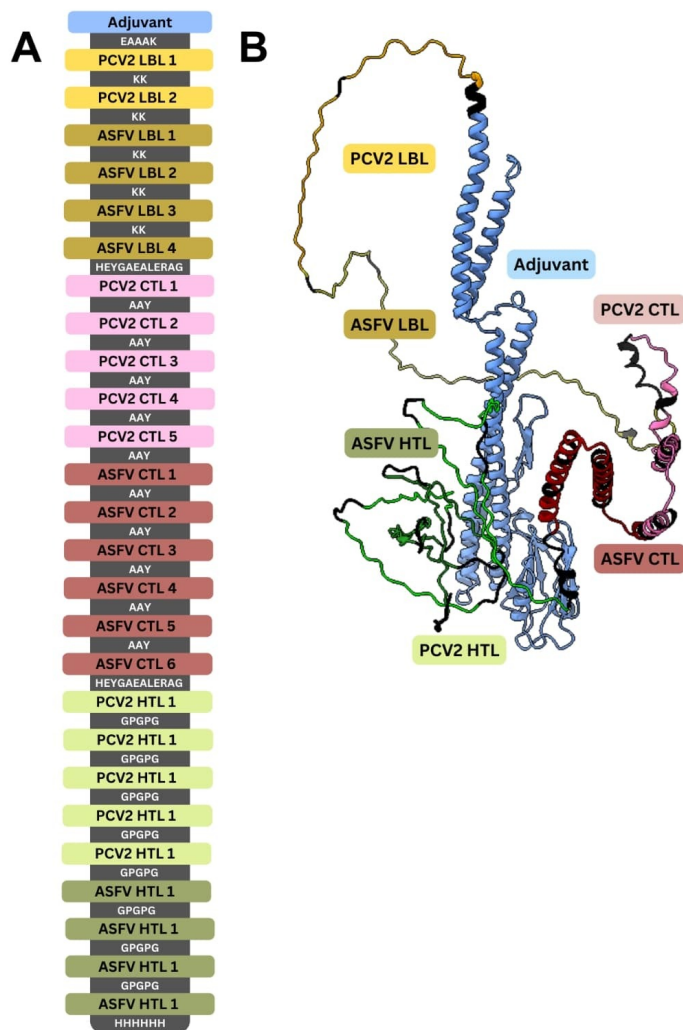 A
Adjuvant
EAAAK
PCV2 LBL 1
KK
PCV2 LBL 2
KK
ASFV LBL 1
KK
ASFV LBL 2
KK
ASFV LBL 3
KK
ASFV LBL 4
HEYGAEALERAG
PCV2 CTL 1
AAY
PCV2 CTL 2
AAY
PCV2 CTL 3
AAY
PCV2 CTL 4
AAY
PCV2 CTL 5
AAY
ASFV CTL 1
AAY
ASFV CTL 2
AAY
ASFV CTL 3
AAY
ASFV CTL 4
AAY
ASFV CTL 5
AAY
ASFV CTL 6
HEYGAEALERAG
PCV2 HTL 1
GPGPG
PCV2 HTL 1
GPGPG
PCV2 HTL 1
GPGPG
PCV2 HTL 1
GPGPG
PCV2 HTL 1
GPGPG
ASFV HTL 1
GPGPG
ASFV HTL 1
GPGPG
ASFV HTL 1
GPGPG
ASFV HTL 1
HHHHHH
B
PCV2 LBL
Adjuvant
PCV2 CTL
ASFV LBL
ASFV HTL
ASFV CTL
PCV2 HTL